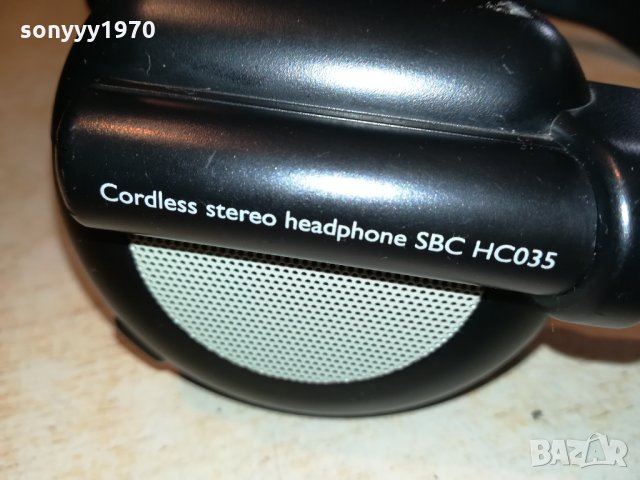 sonyyy1970
Cordless stereo headphone SBC HC035
BAZAR